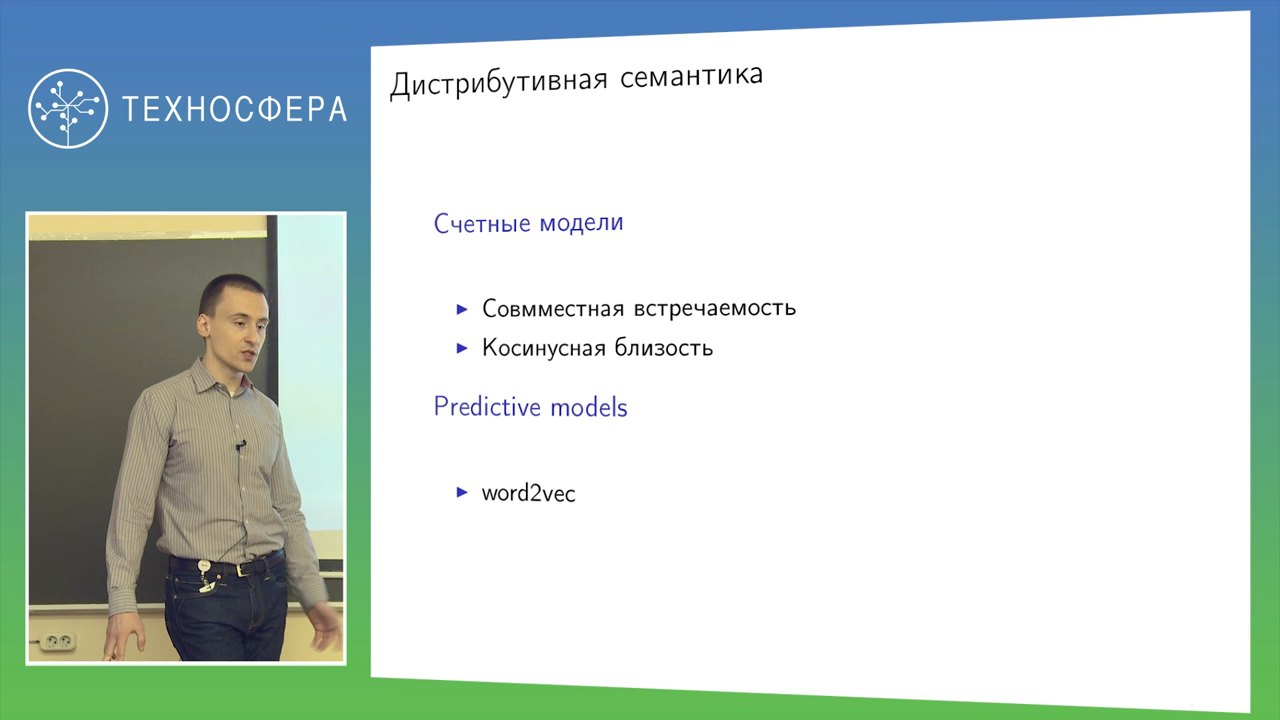 ТЕХНОСФЕРА
Дистрибутивная семантика
Счетные модели
Совмместная встречаемость
Косинусная близость
Predictive models
word2vec